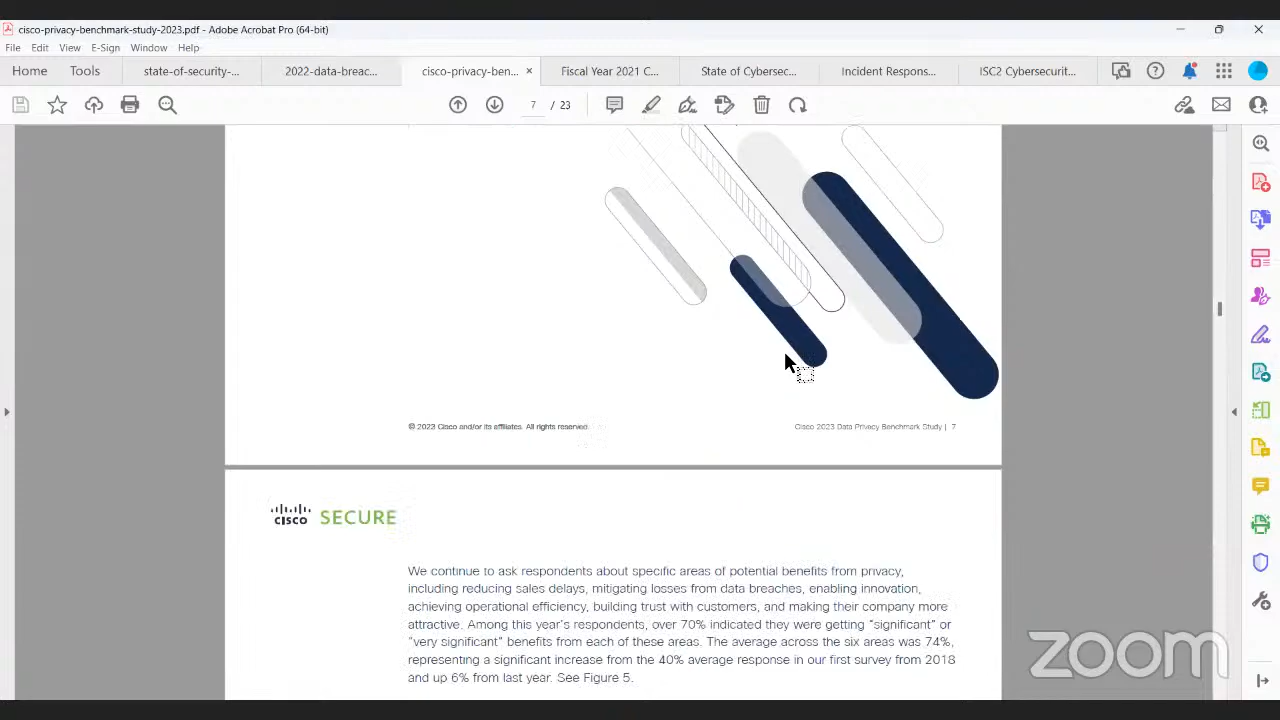 cisco-privacy-benchmark-study-2023.pdf - Adobe Acrobat Pro (64-bit)
File Edit View E-Sign Window Help
Home Tools state-of-security-... 2022-data-breac... cisco-privacy-ben... × Fiscal Year 2021 C... State of Cybersec... Incident Respons... ISC2 Cybersecurit...
7 / 23
© 2023 Cisco and/or its affiliates. All rights reserved.
Cisco 2023 Data Privacy Benchmark Study | 7
cisco SECURE
We continue to ask respondents about specific areas of potential benefits from privacy,
including reducing sales delays, mitigating losses from data breaches, enabling innovation,
achieving operational efficiency, building trust with customers, and making their company more
attractive. Among this year's respondents, over 70% indicated they were getting "significant" or
"very significant" benefits from each of these areas. The average across the six areas was 74%,
representing a significant increase from the 40% average response in our first survey from 2018
and up 6% from last year. See Figure 5.
zoom